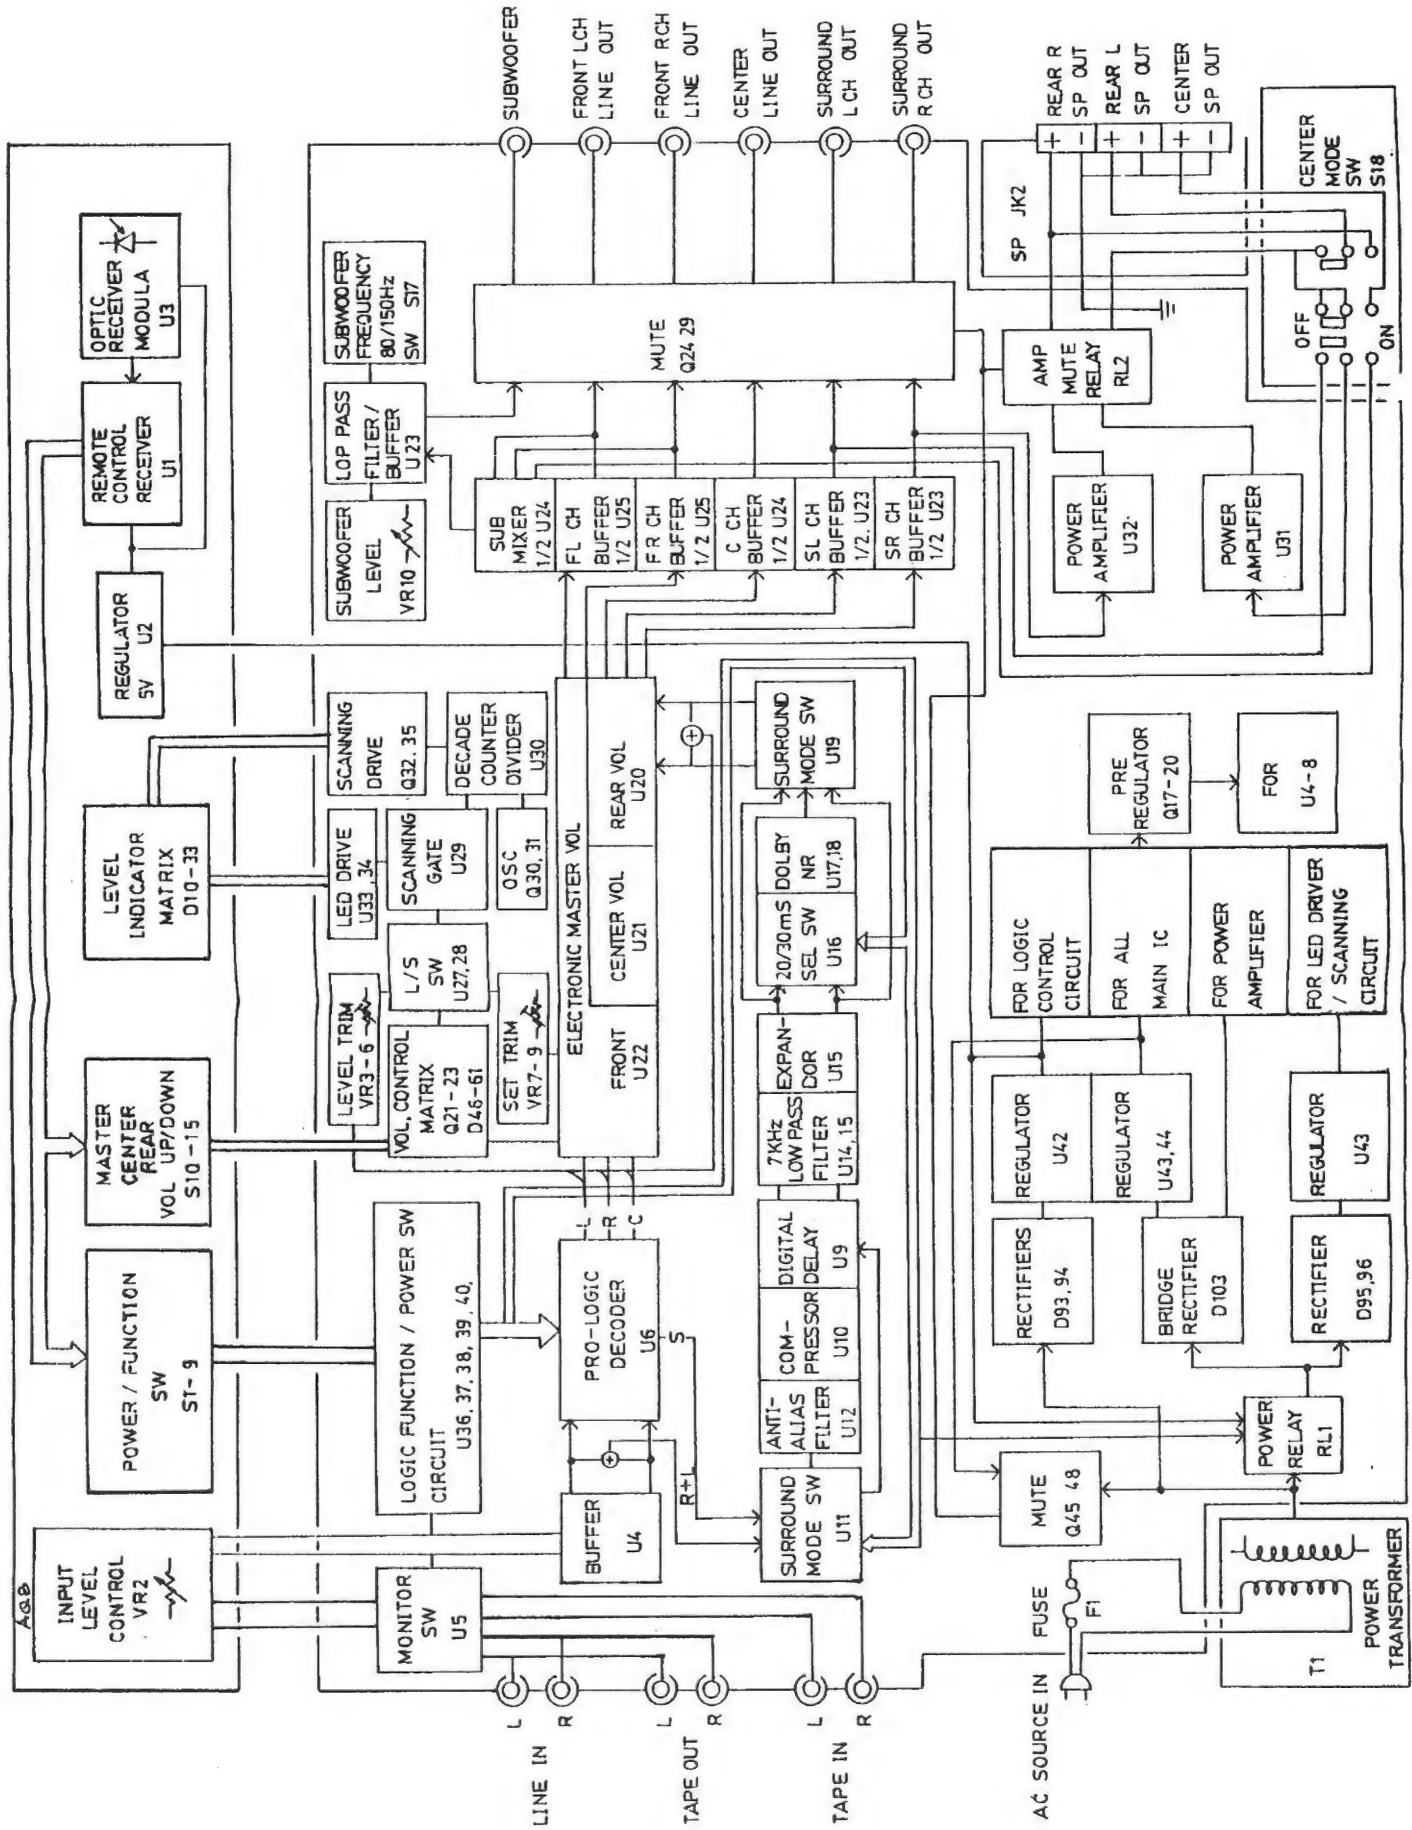 AQB
INPUT
LEVEL
CONTROL
VR2
POWER / FUNCTION
SW
S1-9
MASTER
CENTER
REAR
VOL UP/DOWN
S10-15
LEVEL
LNDICATOR
MATRIX
D10-33
REGULATOR
5V U2
REMOTE
CONTROL
RECEIVER
U1
OPTIC
RECEIVER
MODULA
U3
MONITOR
SW
U5
LOGIC FUNCTION / POWER SW
CIRCUIT
U36, 37, 38, 39, 40,
LEVEL TRIM
VR3-6
VOL. CONTROL
MATRIX
Q21-23
D46-61
SET TRIM
VR7-9
L/S
SW
U27,28
LED DRIVE
U33,34
SCANNING
GATE
U29
OSC
Q30,31
SCANNING
DRIVE
Q32. 35
DECADE
COUNTER
DIVIDER
U30
SUBWOOFER
LEVEL
VR10
LOP PASS
FILTER/
BUFFER
U23
SUBWOOFER
FREQUENCY
80/150Hz
SW S17
BUFFER
U4
R+L
PRO-LOGIC
DECODER
U6
S
L
R
C
ELECTRONIC MASTER VOL
FRONT
U22
CENTER VOL
U21
REAR VOL
U20
SUB
MIXER
1/2 U24
FL CH
BUFFER
1/2 U25
FR CH
BUFFER
1/2 U25
C CH
BUFFER
1/2 U24
SL CH
BUFFER
1/2. U23
SR CH
BUFFER
1/2 U23
MUTE
Q24 29
SUBWOOFER
FRONT LCH
LINE OUT
FRONT RCH
LINE OUT
CENTER
LINE OUT
SURROUND
LCH OUT
SURROUND
RCH OUT
LINE IN
L
R
TAPE OUT
L
R
TAPE IN
L
R
SURROUND
MODE SW
U11
ANTI-
ALIAS
FILTER
U12
COM-
PRESSOR
U10
DIGITAL
DELAY
U9
7KHz
LOW PASS
FILTER
U14,15
EXPAN-
DOR
U15
20/30mS
SEL SW
U16
DOLBY
NR
U17,18
SURROUND
MODE SW
U19
POWER
AMPLIFIER
U32
POWER
AMPLIFIER
U31
AMP
MUTE
RELAY
RL2
SP JK2
+
-
+
-
+
-
REAR R
SP OUT
REAR L
SP OUT
CENTER
SP OUT
OFF
ON
CENTER
MODE
SW
S18
AC SOURCE IN
FUSE
F1
T1
POWER
TRANSFORMER
MUTE
Q45 48
POWER
RELAY
RL1
RECTIFIERS
D93,94
BRIDGE
RECTIFIER
D103
RECTIFIER
D95,96
REGULATOR
U42
REGULATOR
U43,44
REGULATOR
U43
FOR LOGIC
CONTROL
CIRCUIT
FOR ALL
MAIN IC
FOR POWER
AMPLIFIER
FOR LED DRIVER
/ SCANNING
CIRCUIT
PRE
REGULATOR
Q17-20
FOR
U4-8